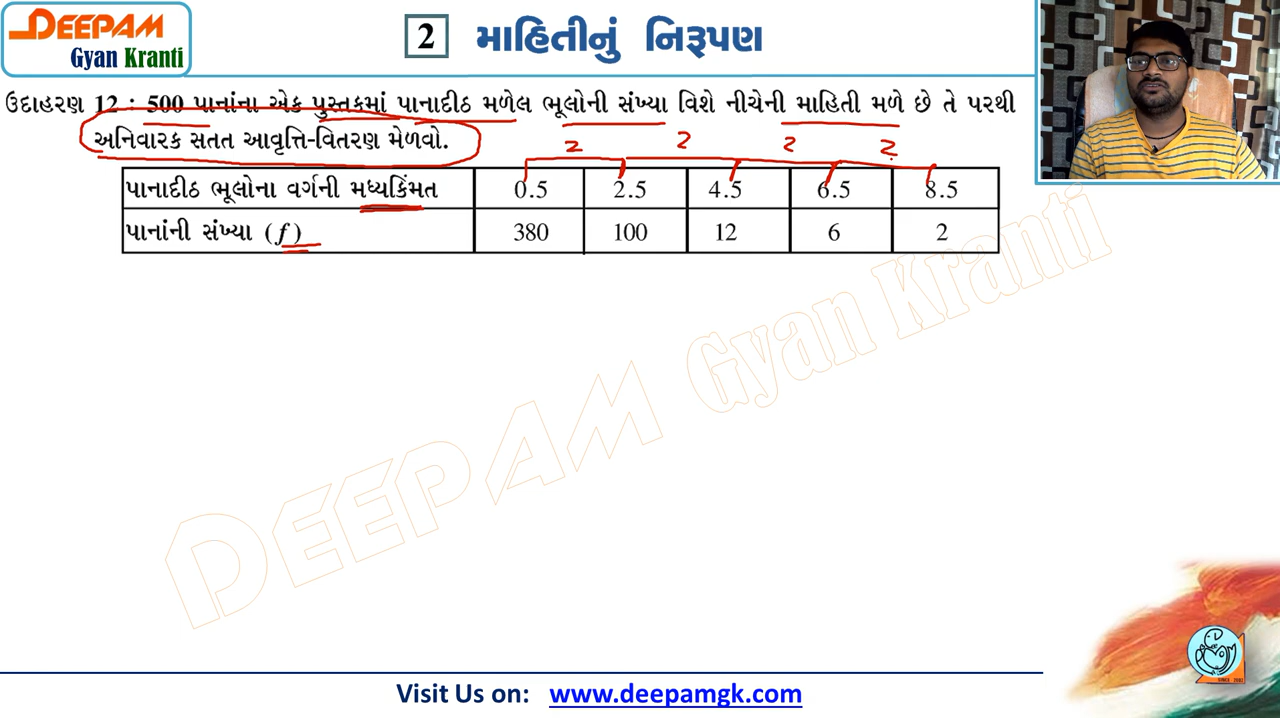 DEEPAM
Gyan Kranti
2 માહિતીનું નિરૂપણ
ઉદાહરણ 12 : 500 પાનાંના એક પુસ્તકમાં પાનાદીઠ મળેલ ભૂલોની સંખ્યા વિશે નીચેની માહિતી મળે છે તે પરથી
અનિવારક સતત આવૃત્તિ-વિતરણ મેળવો.
2 2 2 2
પાનાદીઠ ભૂલોના વર્ગની મધ્યકિંમત 0.5 2.5 4.5 6.5 8.5
પાનાંની સંખ્યા (f) 380 100 12 6 2
DEEPAM Gyan Kranti
SINCE 2001
Visit Us on: www.deepamgk.com